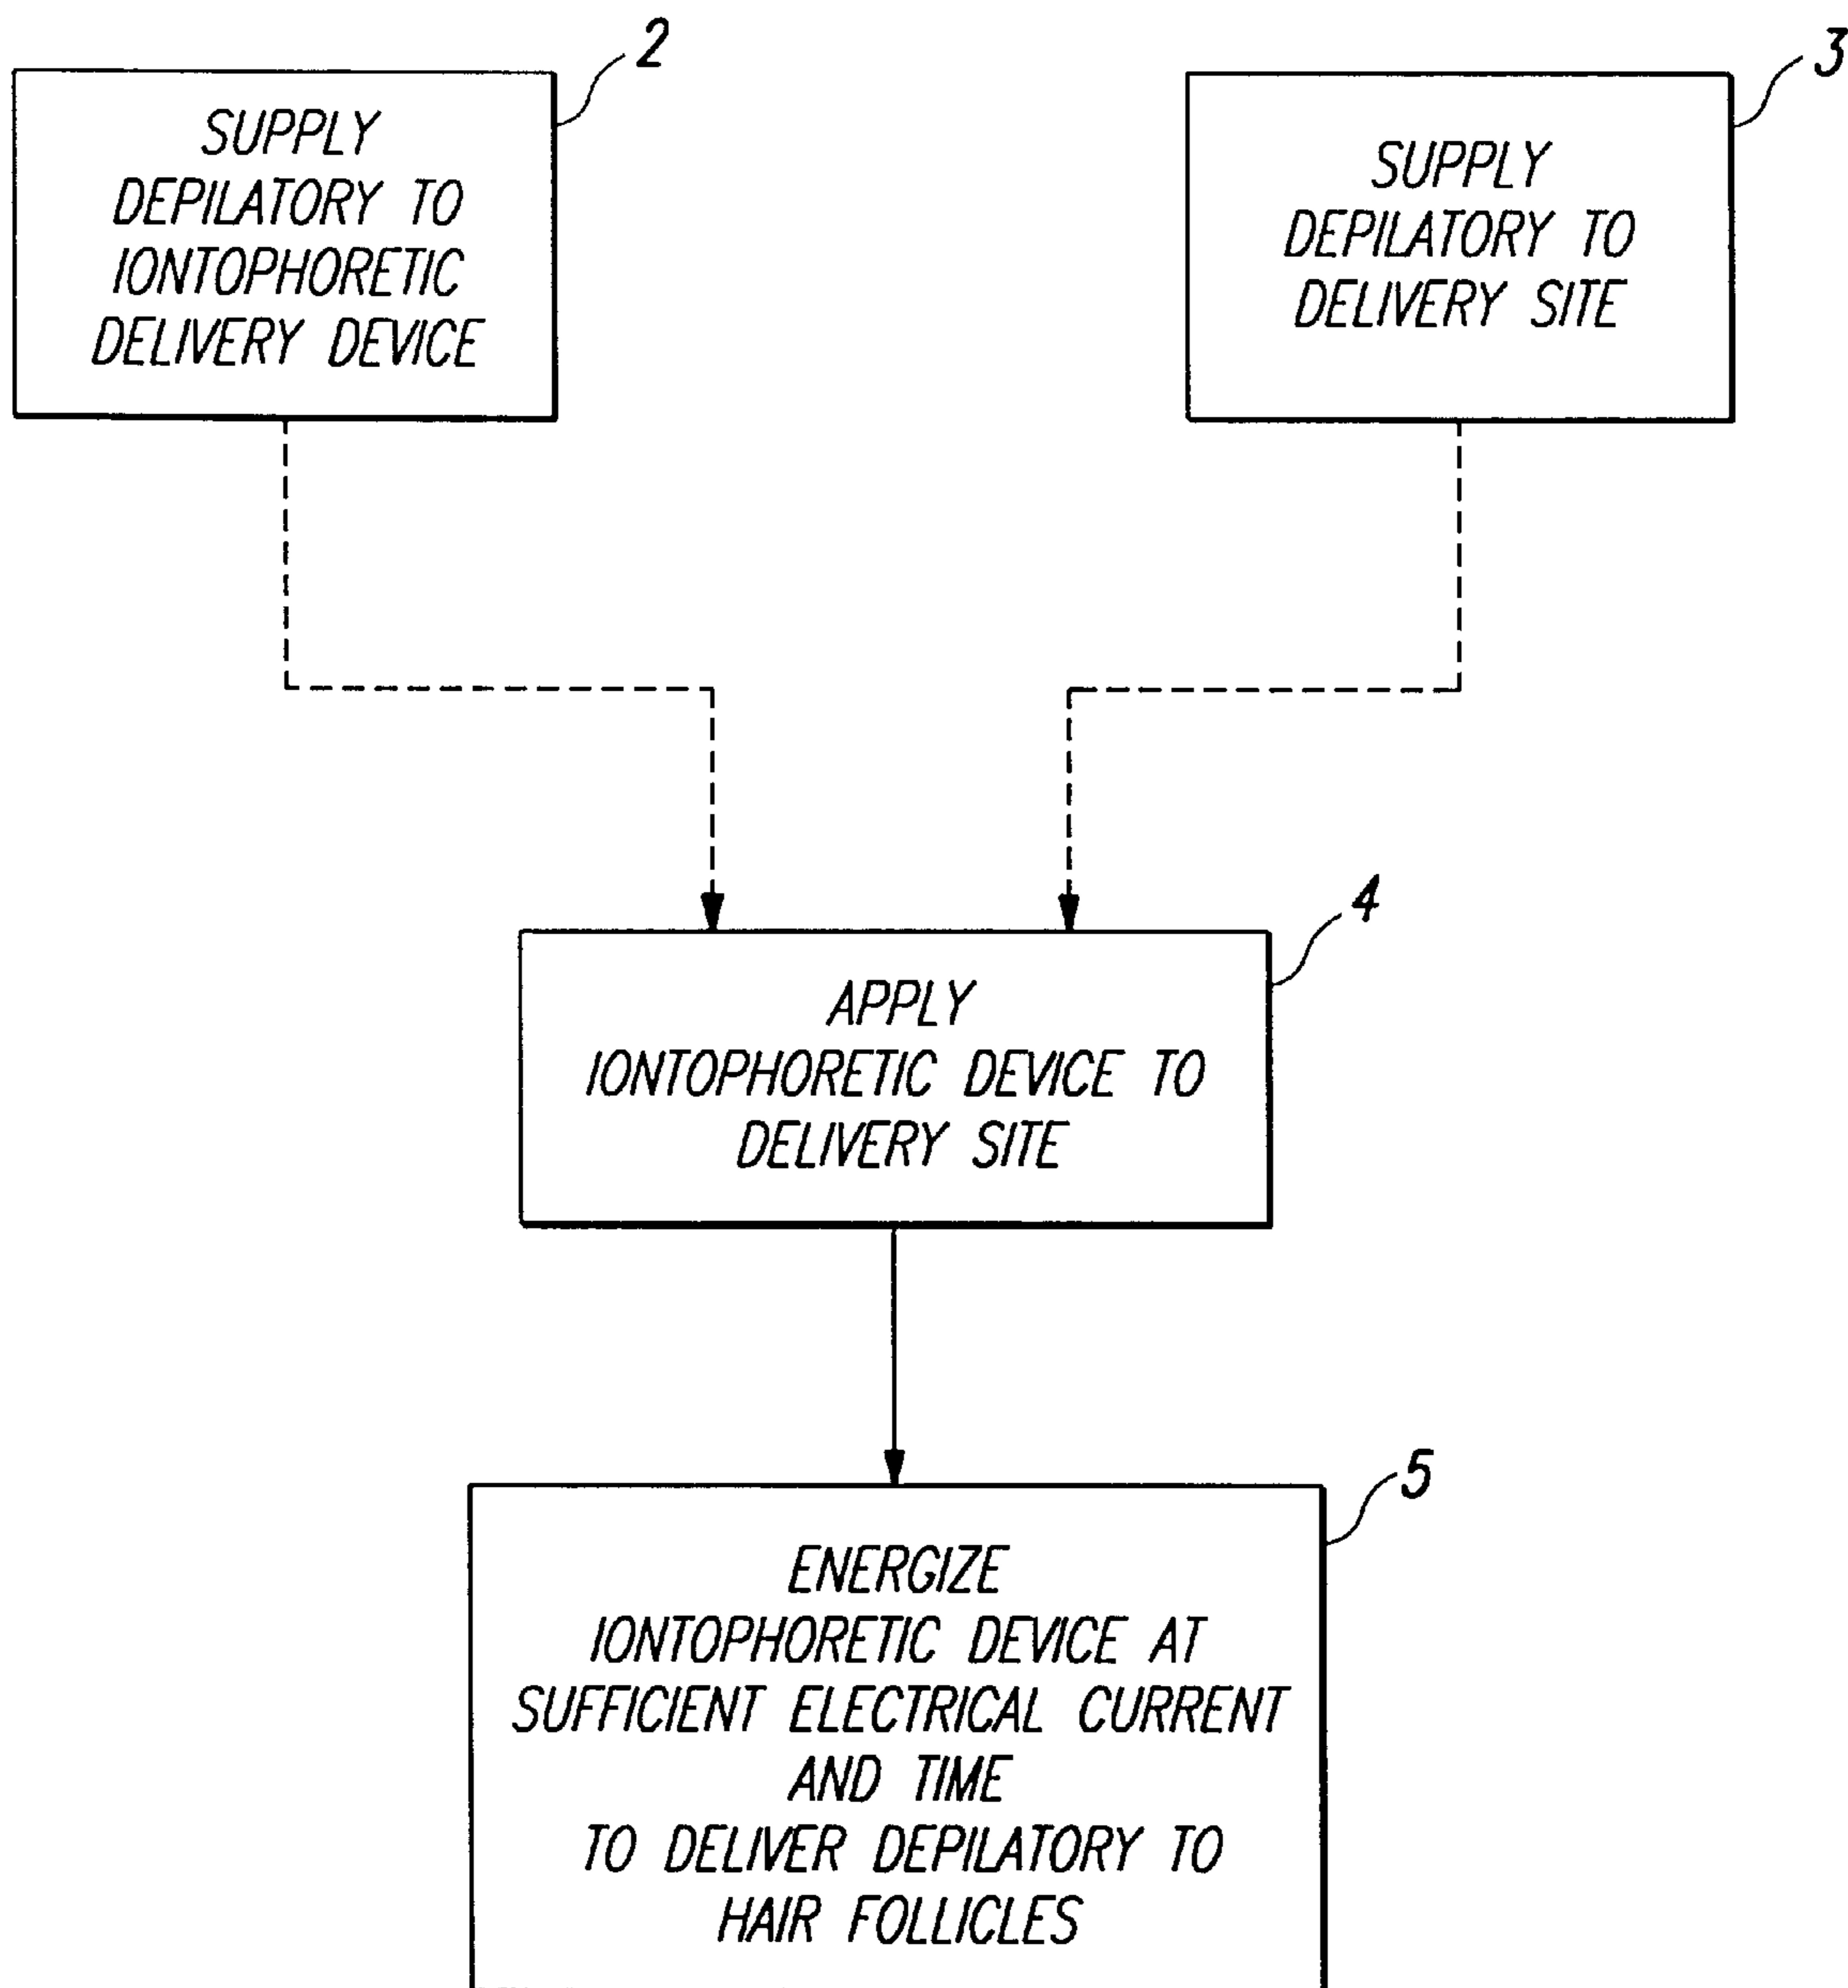 2
SUPPLY
DEPILATORY TO
IONTOPHORETIC
DELIVERY DEVICE
3
SUPPLY
DEPILATORY TO
DELIVERY SITE
4
APPLY
IONTOPHORETIC DEVICE TO
DELIVERY SITE
5
ENERGIZE
IONTOPHORETIC DEVICE AT
SUFFICIENT ELECTRICAL CURRENT
AND TIME
TO DELIVER DEPILATORY TO
HAIR FOLLICLES